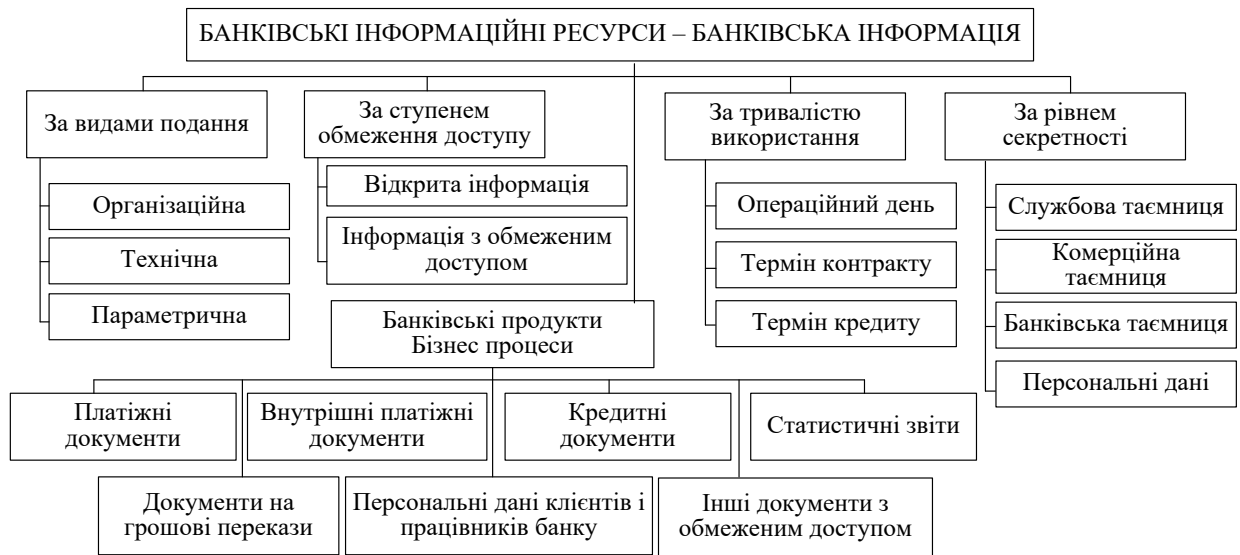 БАНКІВСЬКІ ІНФОРМАЦІЙНІ РЕСУРСИ – БАНКІВСЬКА ІНФОРМАЦІЯ
За видами подання
За ступенем
обмеження доступу
За тривалістю
використання
За рівнем
секретності
Організаційна
Технічна
Параметрична
Відкрита інформація
Інформація з обмеженим
доступом
Операційний день
Термін контракту
Термін кредиту
Службова таємниця
Комерційна
таємниця
Банківська таємниця
Персональні дані
Банківські продукти
Бізнес процеси
Платіжні
документи
Внутрішні платіжні
документи
Кредитні
документи
Статистичні звіти
Документи на
грошові перекази
Персональні дані клієнтів і
працівників банку
Інші документи з
обмеженим доступом